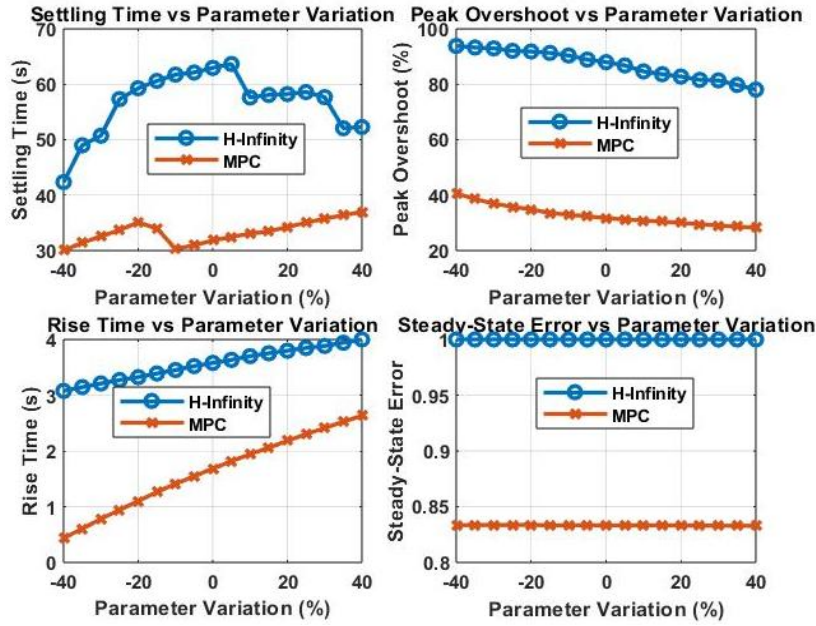 Settling Time vs Parameter Variation
70
60
50
40
30
Settling Time (s)
H-Infinity
MPC
-40 -20 0 20 40
Parameter Variation (%)
Peak Overshoot vs Parameter Variation
100
80
60
40
20
Peak Overshoot (%)
H-Infinity
MPC
-40 -20 0 20 40
Parameter Variation (%)
Rise Time vs Parameter Variation
4
3
2
1
0
Rise Time (s)
H-Infinity
MPC
-40 -20 0 20 40
Parameter Variation (%)
Steady-State Error vs Parameter Variation
1
0.95
0.9
0.85
0.8
Steady-State Error
H-Infinity
MPC
-40 -20 0 20 40
Parameter Variation (%)